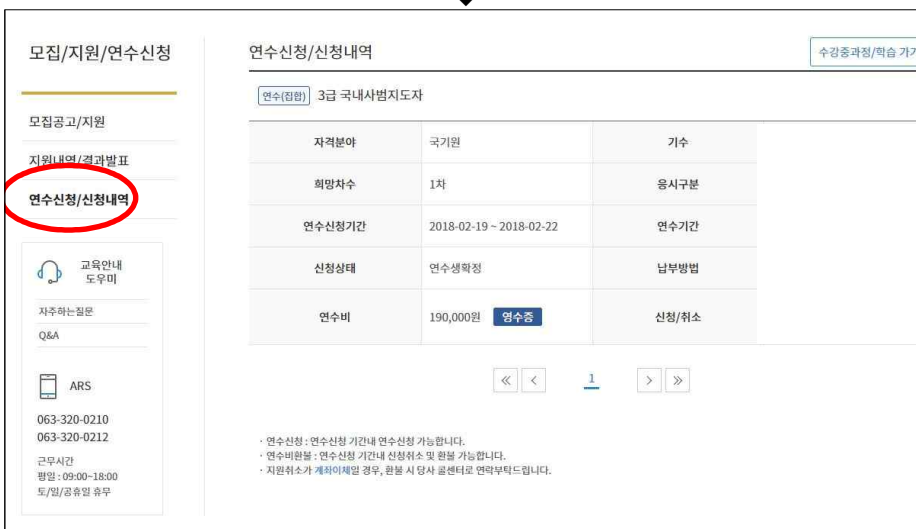 모집/지원/연수신청
모집공고/지원
지원내역/결과발표
연수신청/신청내역
교육안내
도우미
자주하는질문
Q&A
ARS
063-320-0210
063-320-0212
근무시간
평일 : 09:00~18:00
토/일/공휴일 휴무
연수신청/신청내역
수강중과정/학습 가기
연수(집합) 3급 국내사범지도자
자격분야 국기원 기수
희망차수 1차 응시구분
연수신청기간 2018-02-19 ~ 2018-02-22 연수기간
신청상태 연수생확정 납부방법
연수비 190,000원 영수증 신청/취소
« < 1 > »
· 연수신청 : 연수신청 기간내 연수신청 가능합니다.
· 연수비환불 : 연수신청 기간내 신청취소 및 환불 가능합니다.
· 지원취소가 계좌이체일 경우, 환불 시 당사 콜센터로 연락부탁드립니다.